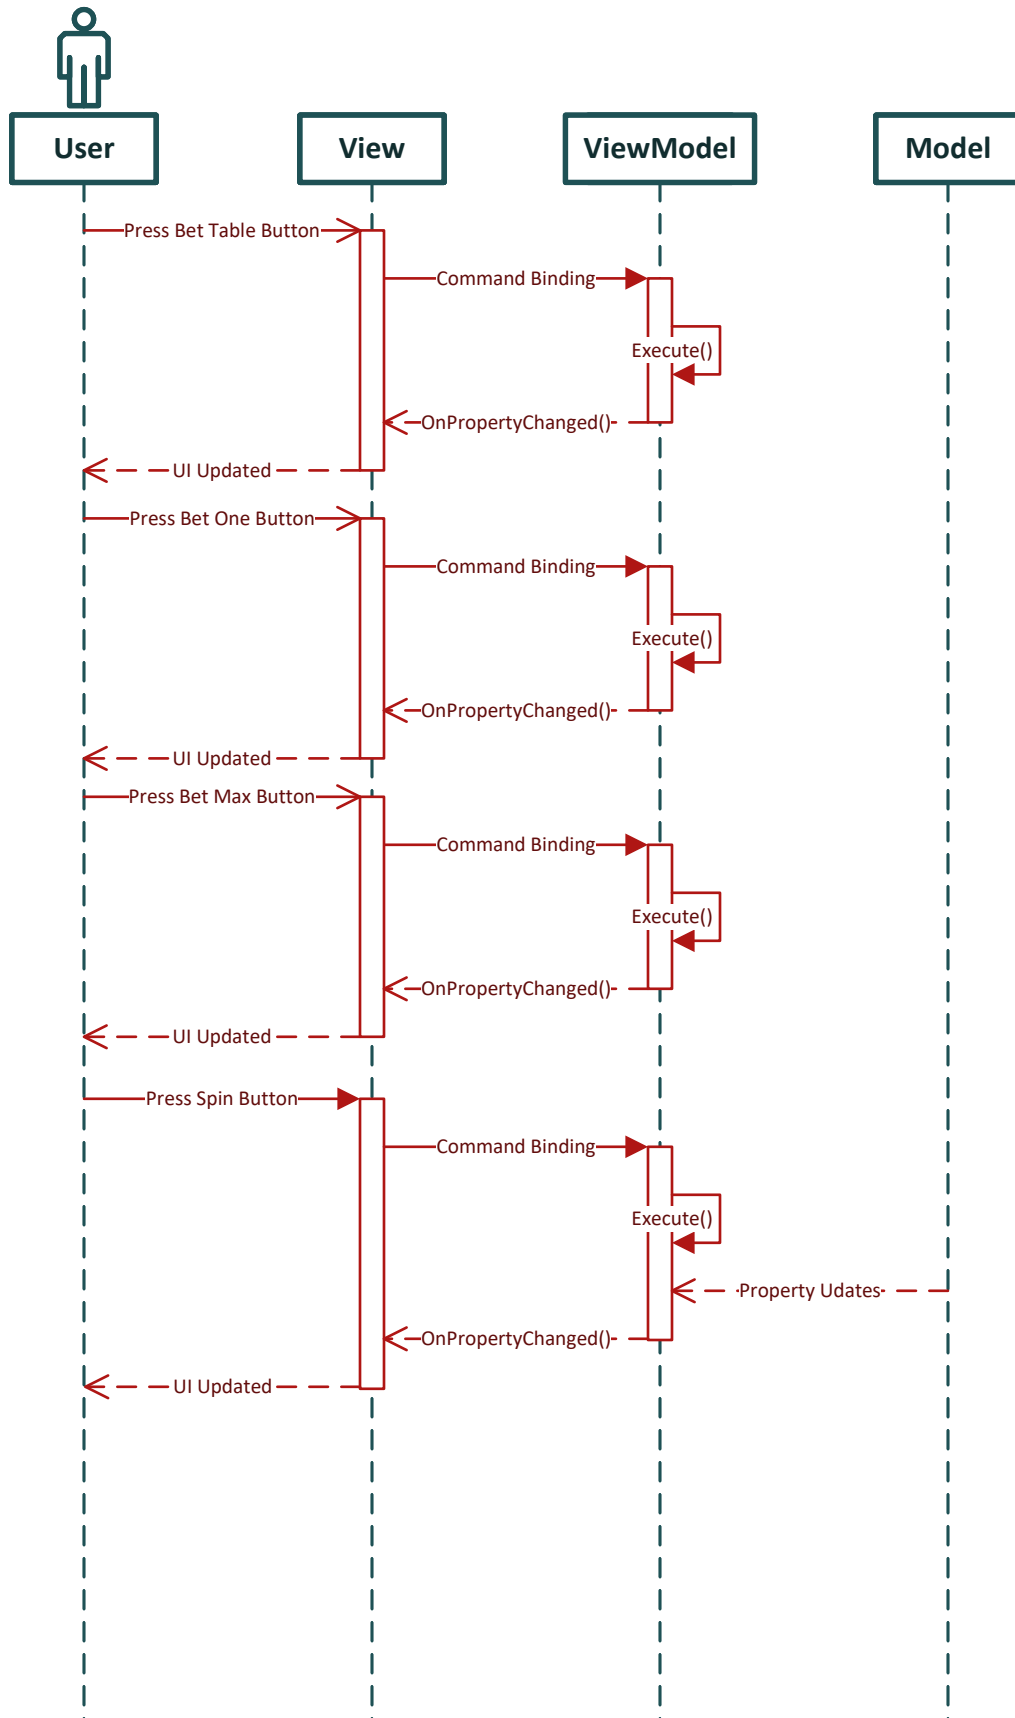 User
View
ViewModel
Model
Press Bet Table Button
Command Binding
Execute()
OnPropertyChanged()
UI Updated
Press Bet One Button
Command Binding
Execute()
OnPropertyChanged()
UI Updated
Press Bet Max Button
Command Binding
Execute()
OnPropertyChanged()
UI Updated
Press Spin Button
Command Binding
Execute()
Property Udates
OnPropertyChanged()
UI Updated